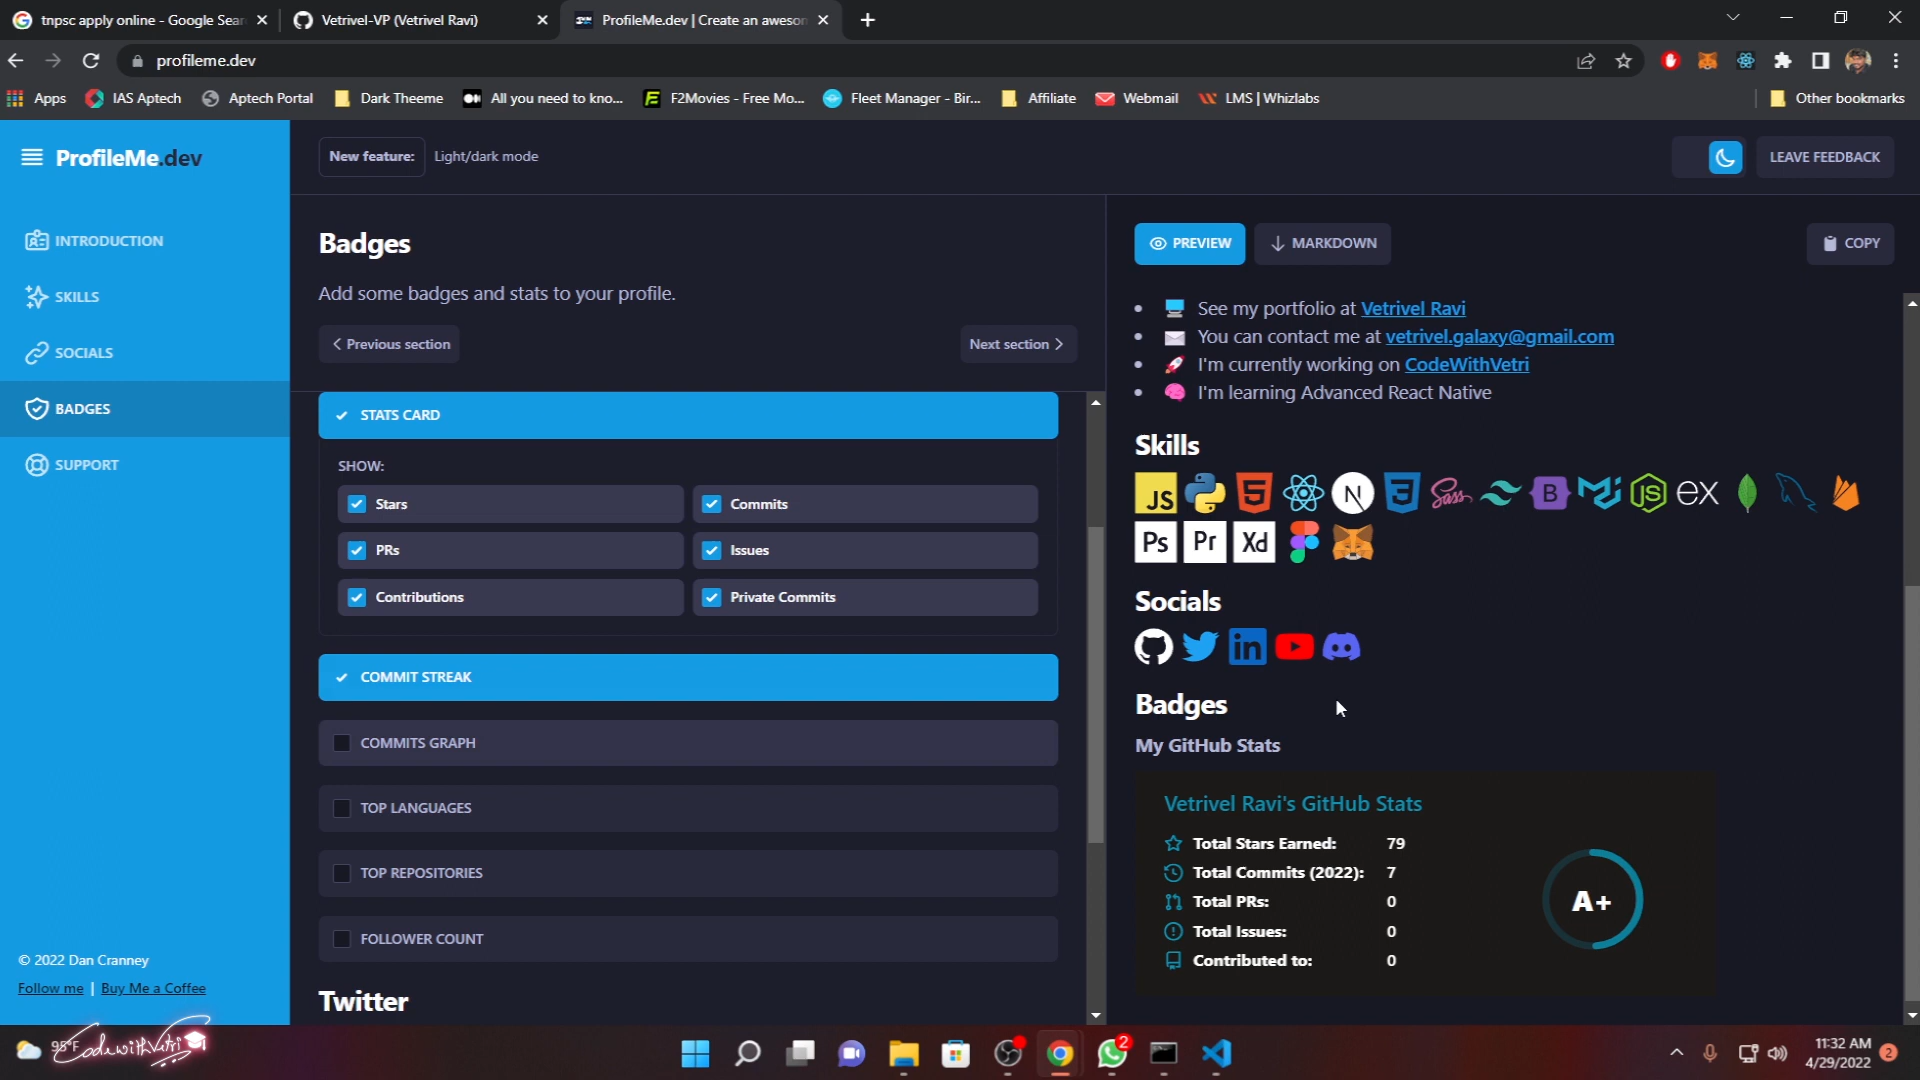 tnpsc apply online - Google Sear
Vetrivel-VP (Vetrivel Ravi)
ProfileMe.dev | Create an aweson
profileme.dev
Apps
IAS Aptech
Aptech Portal
Dark Theeme
All you need to kno...
F2Movies - Free Mo...
Fleet Manager - Bir...
Affiliate
Webmail
LMS | Whizlabs
Other bookmarks
ProfileMe.dev
New feature:
Light/dark mode
LEAVE FEEDBACK
INTRODUCTION
SKILLS
SOCIALS
BADGES
SUPPORT
Badges
Add some badges and stats to your profile.
< Previous section
Next section >
STATS CARD
SHOW:
Stars
Commits
PRs
Issues
Contributions
Private Commits
COMMIT STREAK
COMMITS GRAPH
TOP LANGUAGES
TOP REPOSITORIES
FOLLOWER COUNT
Twitter
PREVIEW
MARKDOWN
COPY
See my portfolio at Vetrivel Ravi
You can contact me at vetrivel.galaxy@gmail.com
I'm currently working on CodeWithVetri
I'm learning Advanced React Native
Skills
JS
N
Sass
B
JS
EX
Ps
Pr
Xd
Socials
in
Badges
My GitHub Stats
Vetrivel Ravi's GitHub Stats
Total Stars Earned: 79
Total Commits (2022): 7
Total PRs: 0
Total Issues: 0
Contributed to: 0
A+
© 2022 Dan Cranney
Follow me | Buy Me a Coffee
95°F
CodewithVetri
2
11:32 AM
4/29/2022
2